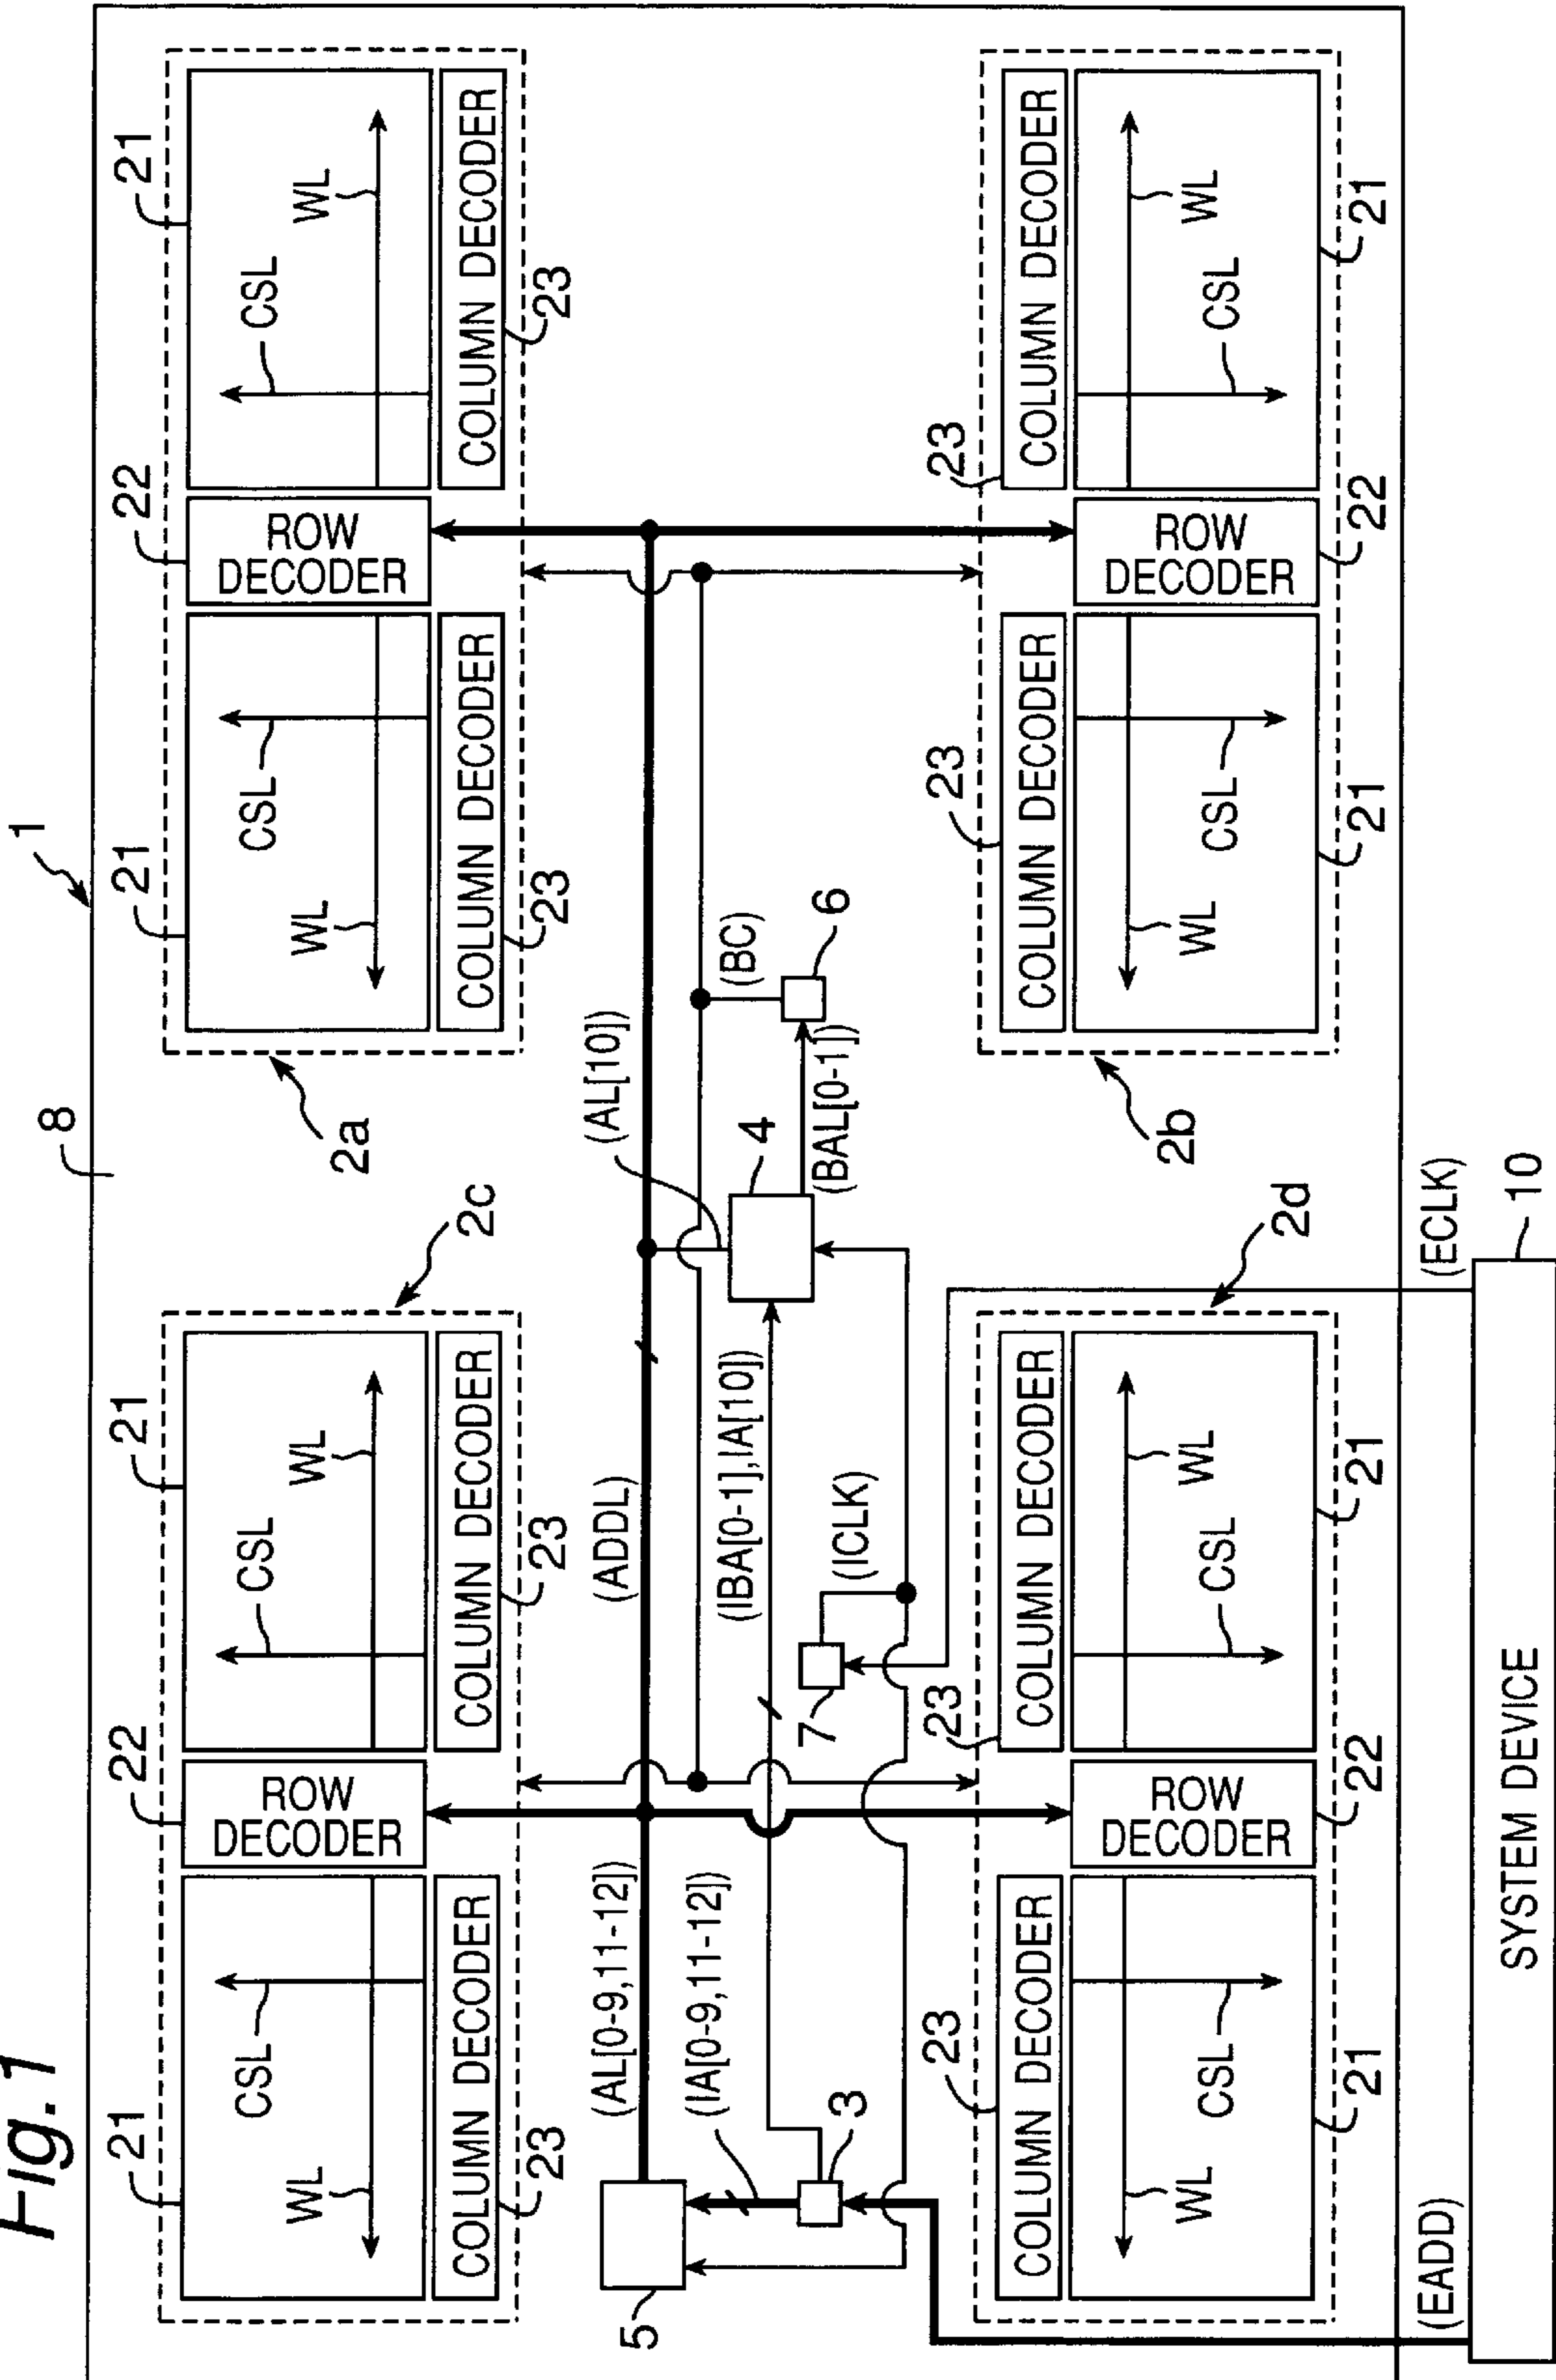 Fig.1
1
8
21
CSL
WL
COLUMN DECODER
23
22
ROW
DECODER
21
CSL
WL
COLUMN DECODER
23
2c
21
CSL
WL
COLUMN DECODER
23
22
ROW
DECODER
21
CSL
WL
COLUMN DECODER
23
2a
5
(AL[0-9,11-12])
(IA[0-9,11-12])
3
(ADDL)
(IBA[0-1],IA[10])
7
(ICLK)
(AL[10])
4
(BAL[0-1])
(BC)
6
23
COLUMN DECODER
WL
CSL
21
ROW
DECODER
22
23
COLUMN DECODER
WL
CSL
21
2d
23
COLUMN DECODER
WL
CSL
21
ROW
DECODER
22
23
COLUMN DECODER
WL
CSL
21
2b
(EADD)
(ECLK)
SYSTEM DEVICE
10